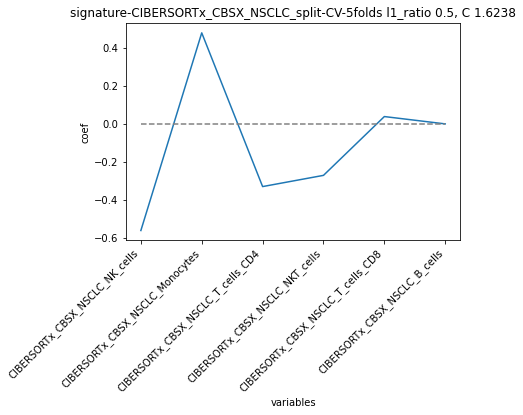 signature-CIBERSORTx_CBSX_NSCLC_split-CV-5folds l1_ratio 0.5, C 1.6238
0.4
0.2
0.0
−0.2
−0.4
−0.6
coef
CIBERSORTx_CBSX_NSCLC_NK_cells
CIBERSORTx_CBSX_NSCLC_Monocytes
CIBERSORTx_CBSX_NSCLC_T_cells_CD4
CIBERSORTx_CBSX_NSCLC_NKT_cells
CIBERSORTx_CBSX_NSCLC_T_cells_CD8
CIBERSORTx_CBSX_NSCLC_B_cells
variables